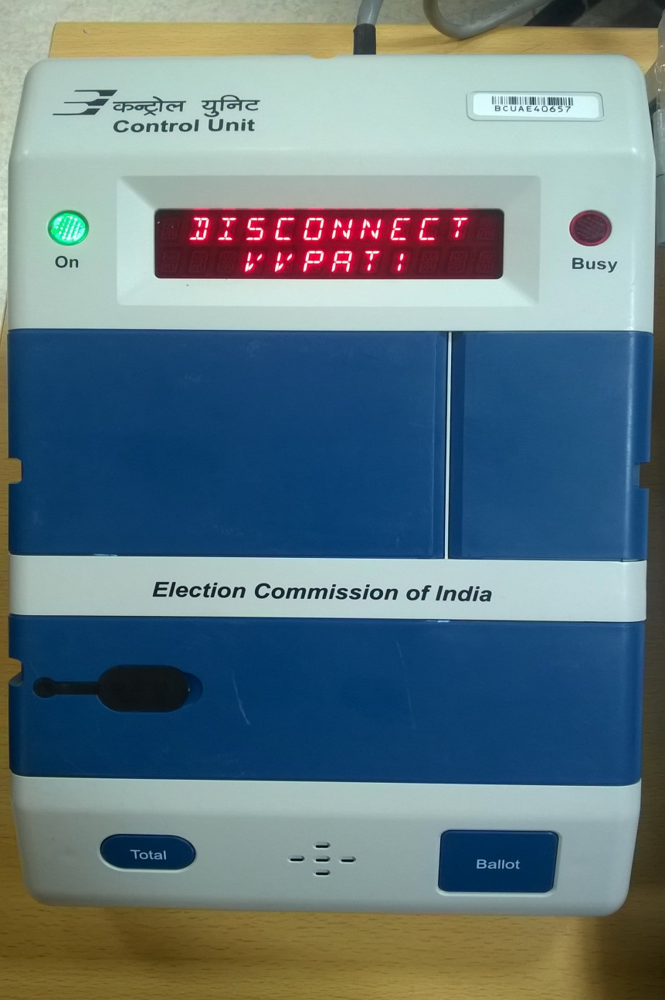 कन्ट्रोल युनिट
Control Unit
BCUAE40657
On
DISCONNECT
VVPAT1
Busy
Election Commission of India
Total
Ballot